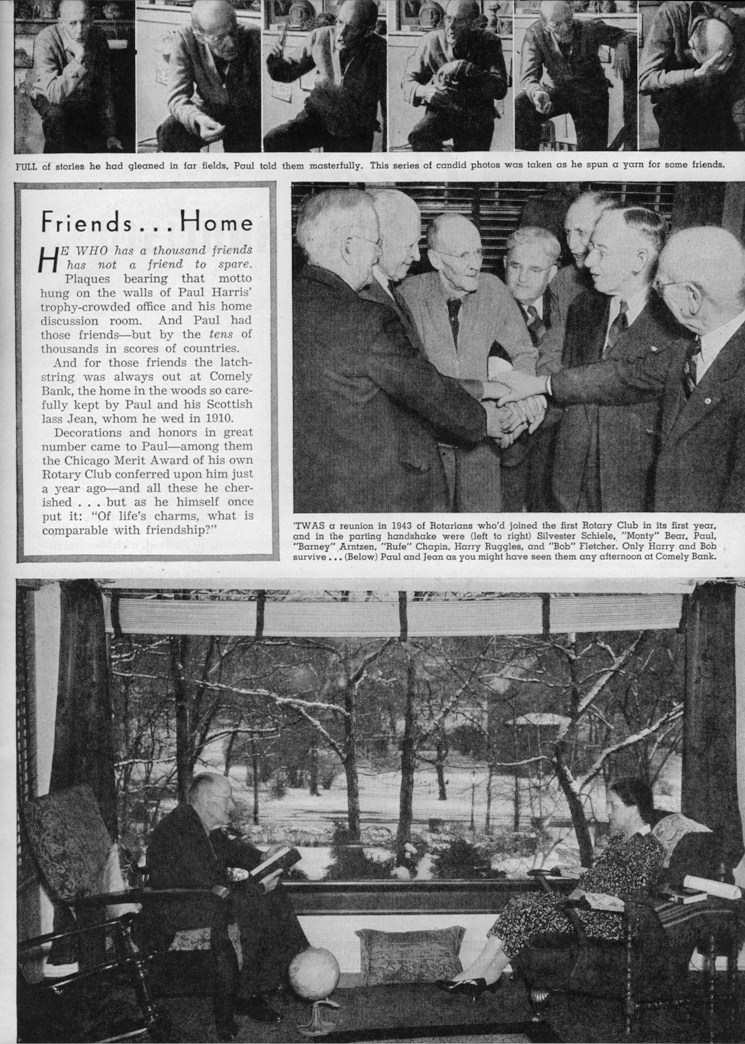 FULL of stories he had gleaned in far fields, Paul told them masterfully. This series of candid photos was taken as he spun a yarn for some friends.
Friends...Home
HE WHO has a thousand friends
has not a friend to spare.
Plaques bearing that motto
hung on the walls of Paul Harris'
trophy-crowded office and his home
discussion room. And Paul had
those friends—but by the tens of
thousands in scores of countries.
And for those friends the latch-
string was always out at Comely
Bank, the home in the woods so care-
fully kept by Paul and his Scottish
lass Jean, whom he wed in 1910.
Decorations and honors in great
number came to Paul—among them
the Chicago Merit Award of his own
Rotary Club conferred upon him just
a year ago—and all these he cher-
ished . . . but as he himself once
put it: "Of life's charms, what is
comparable with friendship?"
'TWAS a reunion in 1943 of Rotarians who'd joined the first Rotary Club in its first year,
and in the parting handshake were (left to right) Silvester Schiele, "Monty" Bear, Paul,
"Barney" Arntzen, "Rufe" Chapin, Harry Ruggles, and "Bob" Fletcher. Only Harry and Bob
survive . . . (Below) Paul and Jean as you might have seen them any afternoon at Comely Bank.